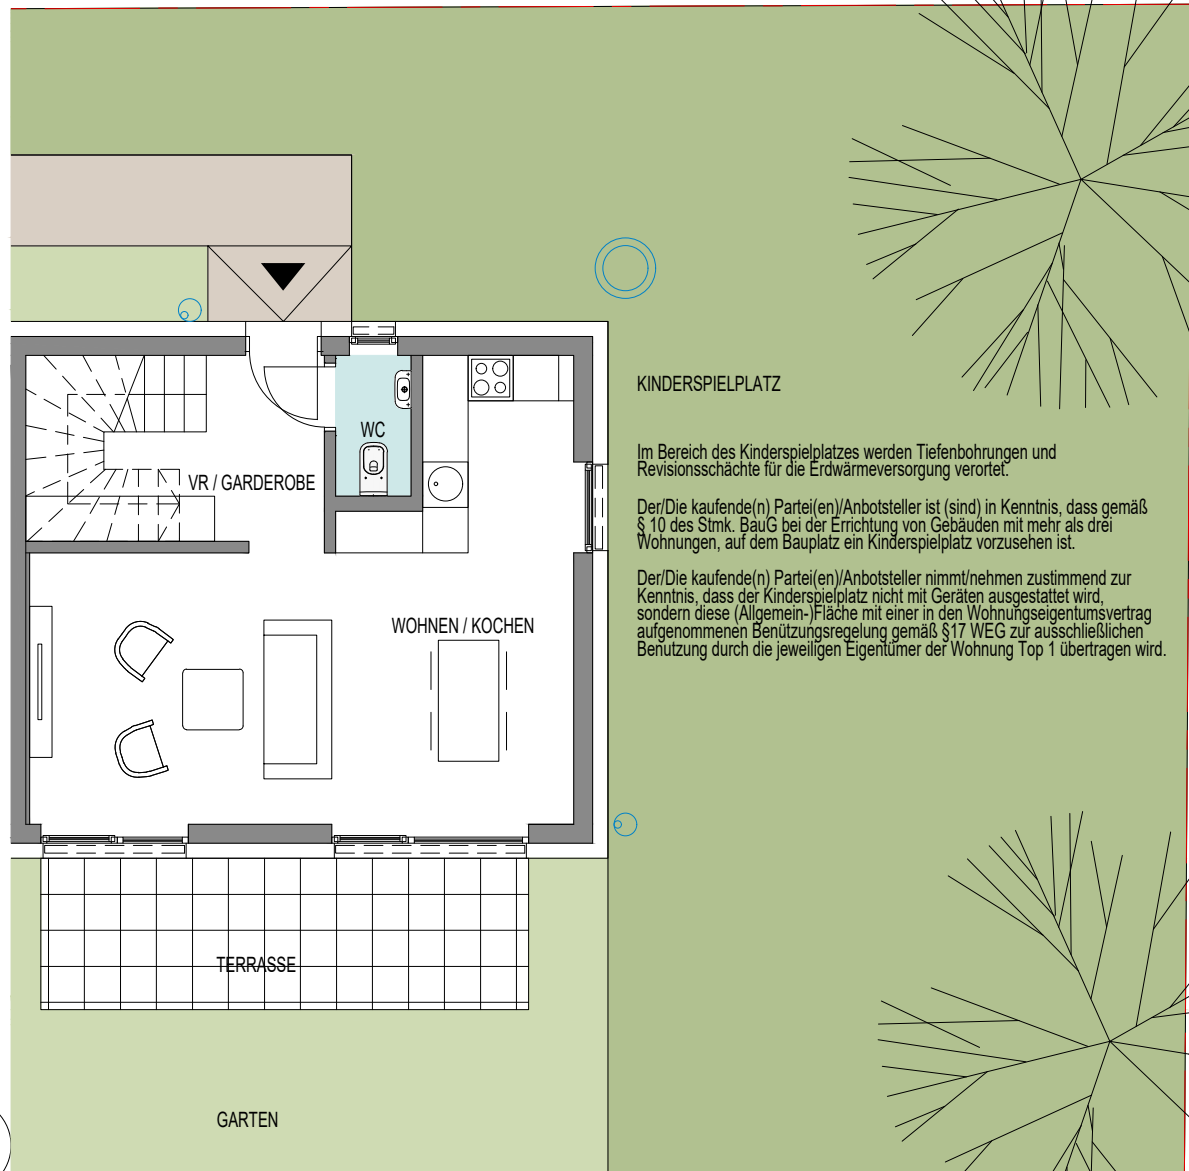 KINDERSPIELPLATZ
Im Bereich des Kinderspielplatzes werden Tiefenbohrungen und
Revisionsschächte für die Erdwärmeversorgung verortet.
Der/Die kaufende(n) Partei(en)/Anbotsteller ist (sind) in Kenntnis, dass gemäß
§ 10 des Stmk. BauG bei der Errichtung von Gebäuden mit mehr als drei
Wohnungen, auf dem Bauplatz ein Kinderspielplatz vorzusehen ist.
Der/Die kaufende(n) Partei(en)/Anbotsteller nimmt/nehmen zustimmend zur
Kenntnis, dass der Kinderspielplatz nicht mit Geräten ausgestattet wird,
sondern diese (Allgemein-)Fläche mit einer in den Wohnungseigentumsvertrag
aufgenommenen Benützungsregelung gemäß §17 WEG zur ausschließlichen
Benutzung durch die jeweiligen Eigentümer der Wohnung Top 1 übertragen wird.
WC
VR / GARDEROBE
WOHNEN / KOCHEN
TERRASSE
GARTEN